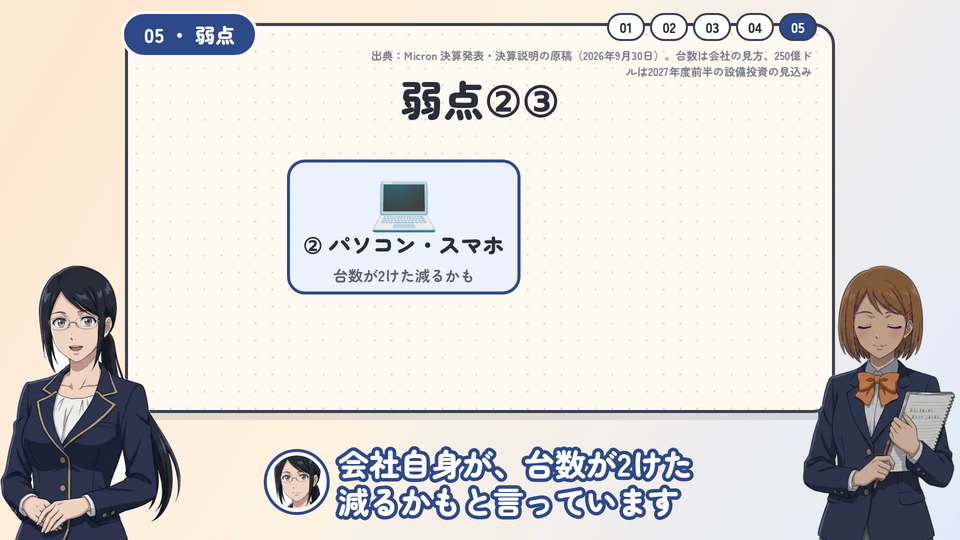 05 ・ 弱点
01 02 03 04 05
出典：Micron 決算発表・決算説明の原稿（2026年9月30日）。台数は会社の見方、250億ド
ルは2027年度前半の設備投資の見込み
弱点②③
② パソコン・スマホ
台数が2けた減るかも
会社自身が、台数が2けた
減るかもと言っています